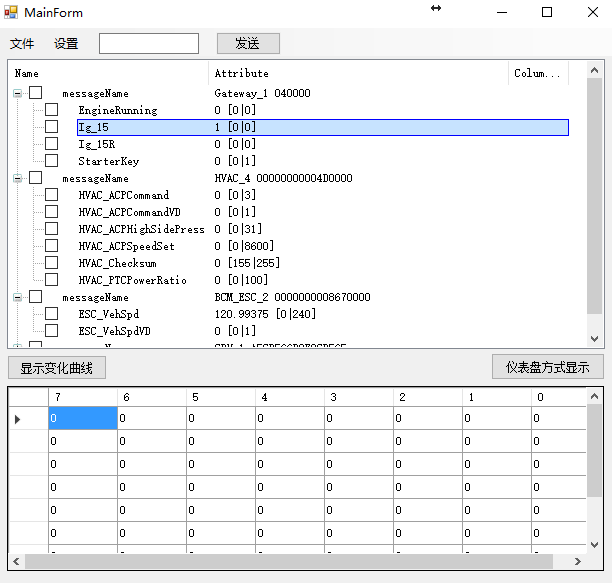 MainForm
文件 设置 发送
Name Attribute Colum...
messageName Gateway_1 040000
EngineRunning 0 [0|0]
Ig_15 1 [0|0]
Ig_15R 0 [0|0]
StarterKey 0 [0|1]
messageName HVAC_4 00000000004D0000
HVAC_ACPCommand 0 [0|3]
HVAC_ACPCommandVD 0 [0|1]
HVAC_ACPHighSidePress 0 [0|31]
HVAC_ACPSpeedSet 0 [0|8600]
HVAC_Checksum 0 [155|255]
HVAC_PTCPowerRatio 0 [0|100]
messageName BCM_ESC_2 0000000008670000
ESC_VehSpd 120.99375 [0|240]
ESC_VehSpdVD 0 [0|1]
显示变化曲线 仪表盘方式显示
7 6 5 4 3 2 1 0
0 0 0 0 0 0 0 0
0 0 0 0 0 0 0 0
0 0 0 0 0 0 0 0
0 0 0 0 0 0 0 0
0 0 0 0 0 0 0 0
0 0 0 0 0 0 0 0